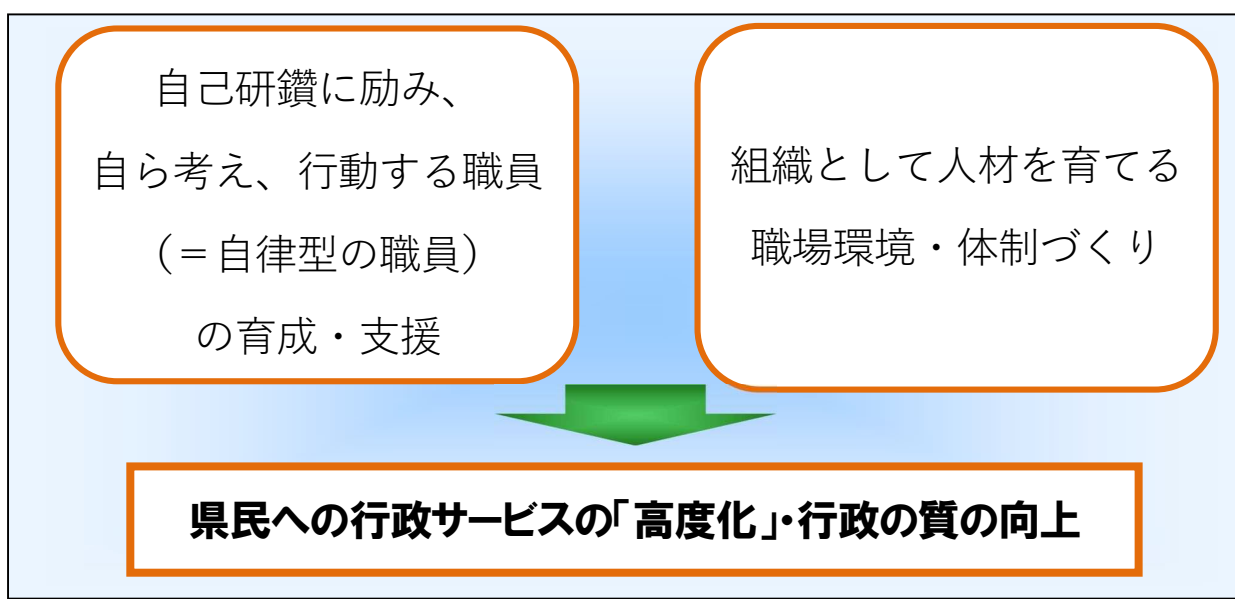 自己研鑽に励み、
自ら考え、行動する職員
(＝自律型の職員)
の育成・支援
組織として人材を育てる
職場環境・体制づくり
県民への行政サービスの「高度化」・行政の質の向上